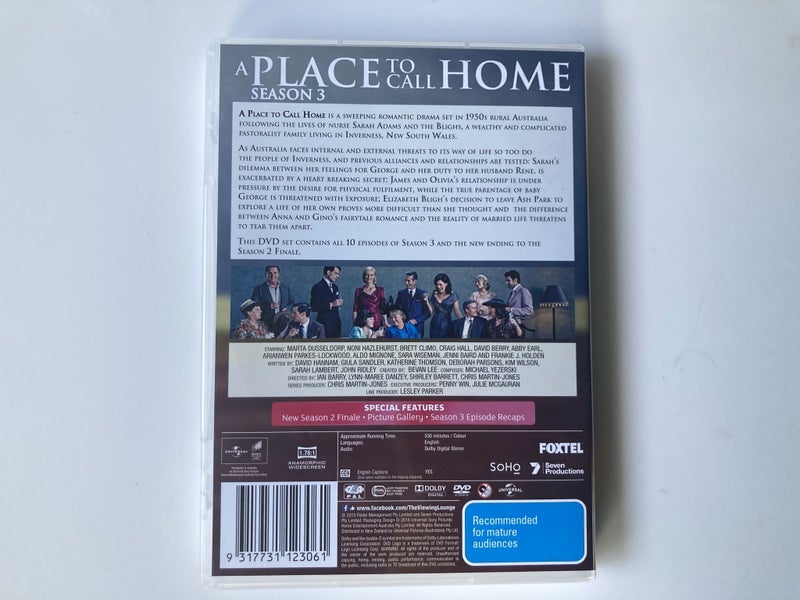 A PLACE TO CALL HOME
SEASON 3
A Place to Call Home is a sweeping romantic drama set in 1950s rural Australia
following the lives of nurse Sarah Adams and the Blighs, a wealthy and complicated
pastoralist family living in Inverness, New South Wales.
As Australia faces internal and external threats to its way of life so too do
the people of Inverness, and previous alliances and relationships are tested: Sarah's
dilemma between her feelings for George and her duty to her husband Rene, is
exacerbated by a heart breaking secret; James and Olivia's relationship is under
pressure by the desire for physical fulfilment, while the true parentage of baby
George is threatened with exposure; Elizabeth Bligh's decision to leave Ash Park to
explore a life of her own proves more difficult than she thought and the difference
between Anna and Gino's fairytale romance and the reality of married life threatens
to tear them apart.
This DVD set contains all 10 episodes of Season 3 and the new ending to the
Season 2 Finale.
STARRING: MARTA DUSSELDORP, NONI HAZLEHURST, BRETT CLIMO, CRAIG HALL, DAVID BERRY, ABBY EARL,
ARIANWEN PARKES-LOCKWOOD, ALDO MIGNONE, SARA WISEMAN, JENNI BAIRD AND FRANKIE J. HOLDEN
WRITTEN BY: DAVID HANNAM, GIULA SANDLER, KATHERINE THOMSON, DEBORAH PARSONS, KIM WILSON,
SARAH LAMBERT, JOHN RIDLEY CREATED BY: BEVAN LEE COMPOSER: MICHAEL YEZERSKI
DIRECTED BY: IAN BARRY, LYNN-MAREE DANZEY, SHIRLEY BARRETT, CHRIS MARTIN-JONES
SERIES PRODUCER: CHRIS MARTIN-JONES EXECUTIVE PRODUCERS: PENNY WIN, JULIE MCGAURAN
LINE PRODUCER: LESLEY PARKER
SPECIAL FEATURES
New Season 2 Finale • Picture Gallery • Season 3 Episode Recaps
UNIVERSAL
1.78:1
ANAMORPHIC
WIDESCREEN
Approximate Running Time: 530 minutes / Colour
Languages: English
Audio: Dolby Digital Stereo
English Captions: YES
FOXTEL
SoHo
7 Seven
Productions
PAL
DOLBY
DIGITAL
DVD
VIDEO
UNIVERSAL
www.facebook.com/TheViewingLounge
9 317731 123061
Recommended
for mature
audiences